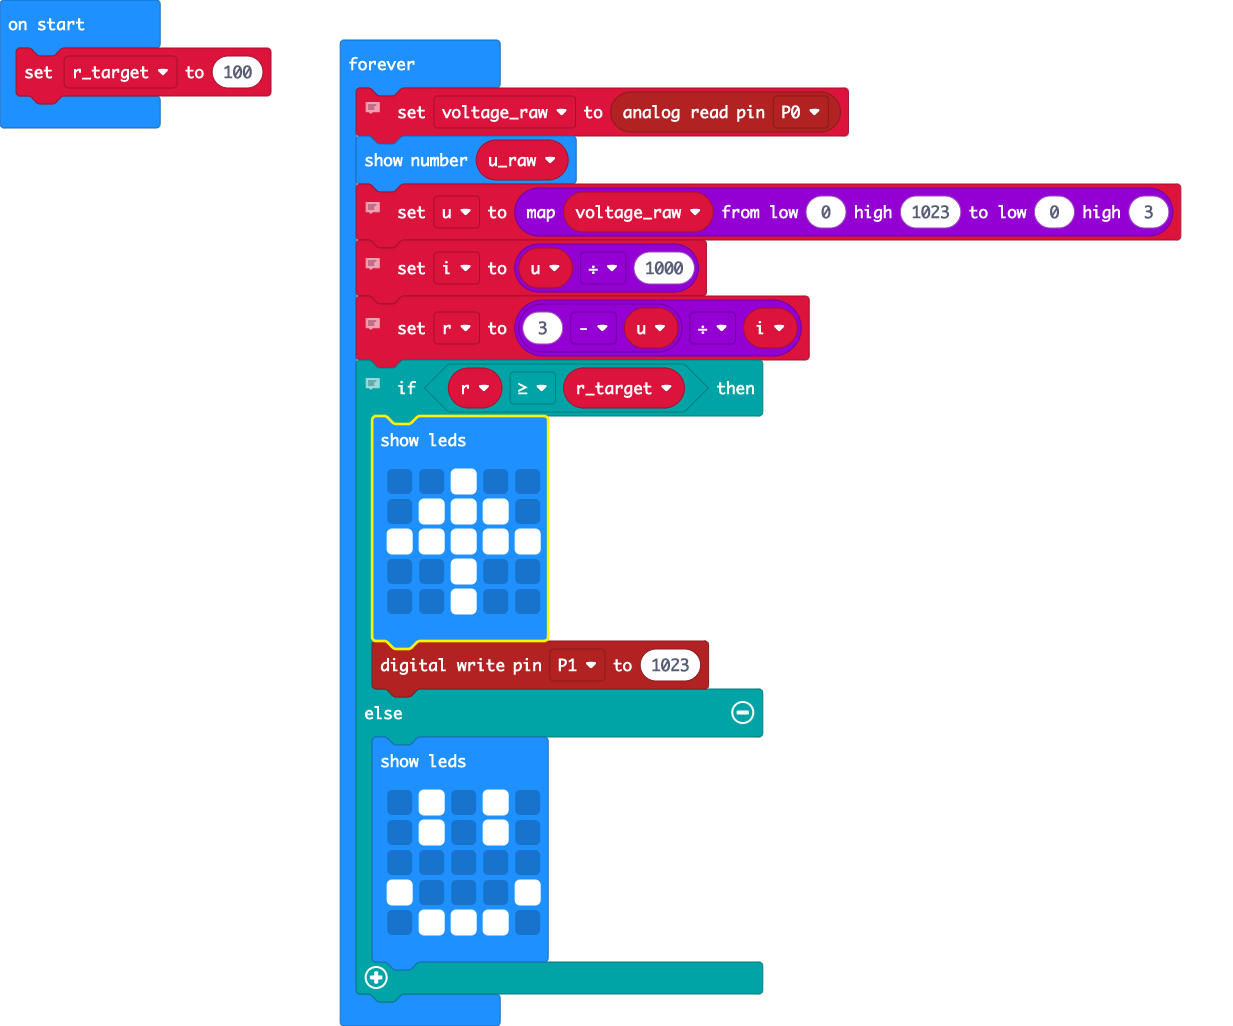 on start
set r_target to 100
forever
set voltage_raw to analog read pin P0
show number u_raw
set u to map voltage_raw from low 0 high 1023 to low 0 high 3
set i to u ÷ 1000
set r to 3 - u ÷ i
if r ≥ r_target then
show leds
digital write pin P1 to 1023
else
show leds